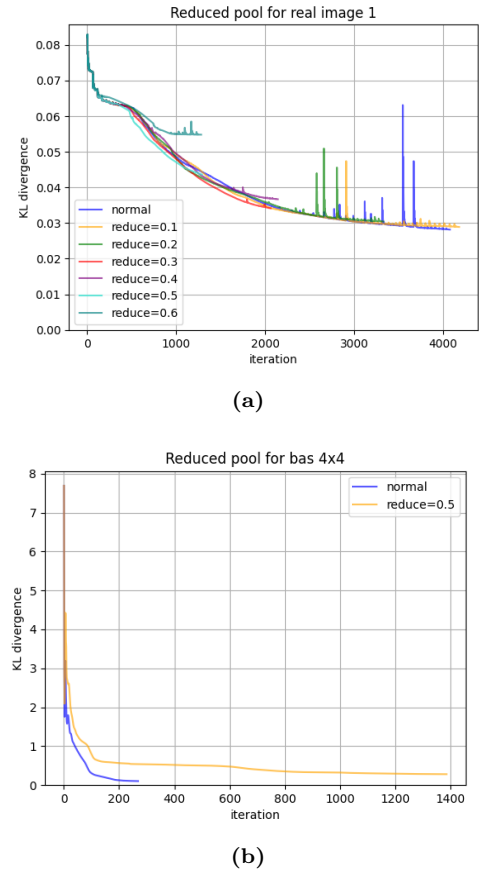 Reduced pool for real image 1
KL divergence
0.08
0.07
0.06
0.05
0.04
0.03
0.02
0.01
0.00
normal
reduce=0.1
reduce=0.2
reduce=0.3
reduce=0.4
reduce=0.5
reduce=0.6
0 1000 2000 3000 4000
iteration
(a)
Reduced pool for bas 4x4
KL divergence
8
7
6
5
4
3
2
1
0
normal
reduce=0.5
0 200 400 600 800 1000 1200 1400
iteration
(b)